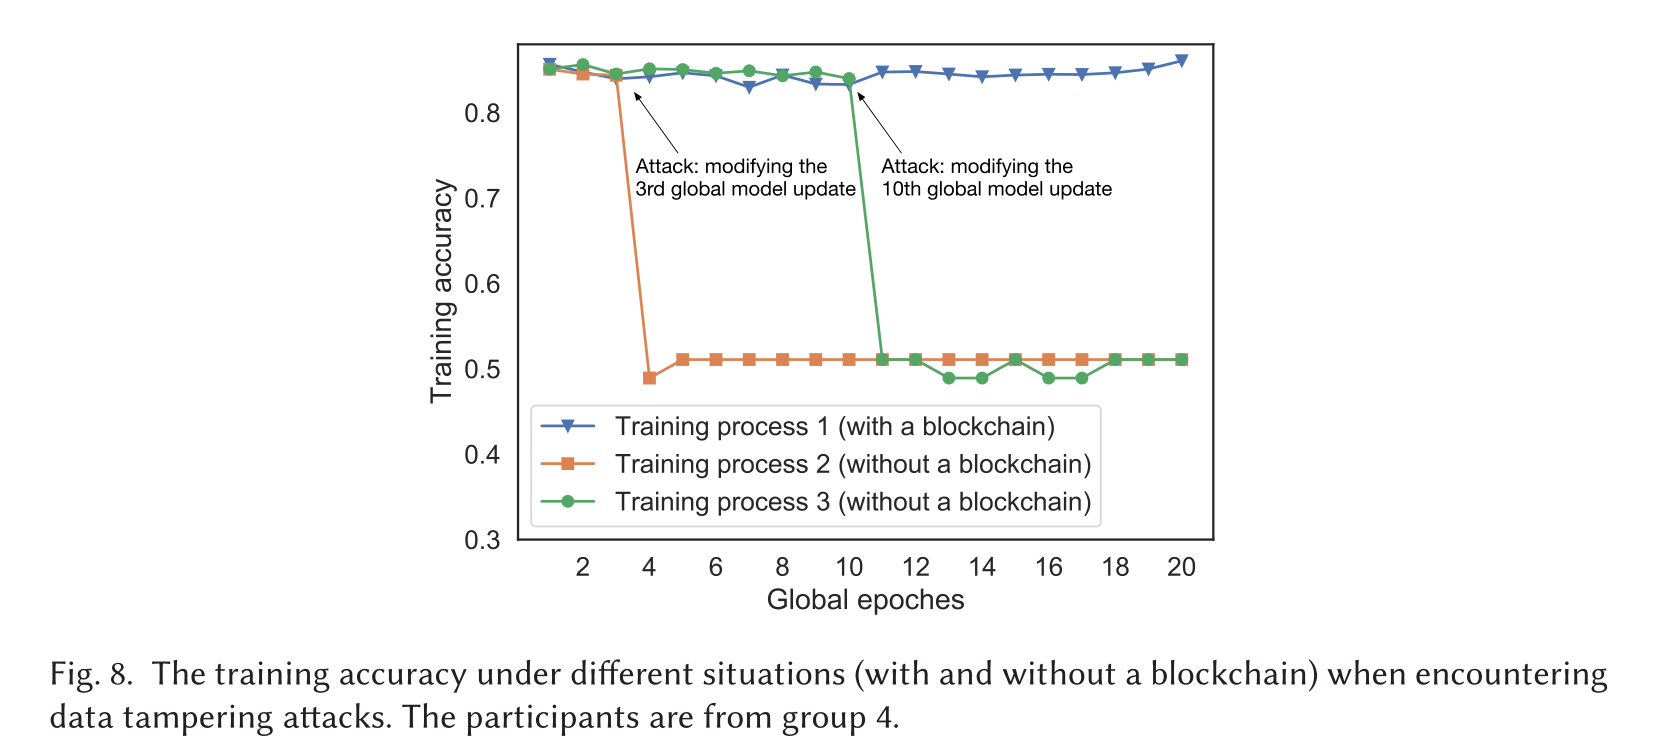 0.8
0.7
0.6
0.5
0.4
0.3
Training accuracy
Attack: modifying the
3rd global model update
Attack: modifying the
10th global model update
Training process 1 (with a blockchain)
Training process 2 (without a blockchain)
Training process 3 (without a blockchain)
2 4 6 8 10 12 14 16 18 20
Global epoches
Fig. 8. The training accuracy under different situations (with and without a blockchain) when encountering
data tampering attacks. The participants are from group 4.